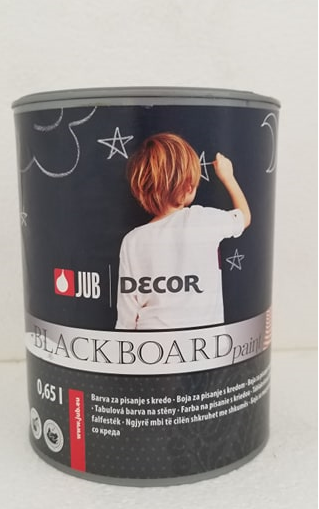 JUB DECOR
BLACKBOARD paint
0,65 l
www.jub.eu
Barva za pisanje s kredo · Boja za pisanje s kredom ·
· Tabulová barva na stěny · Farba na písanie s kriedou ·
falfesték · Ngjyrë mbi të cilën shkruhet me shkumës ·
со креда